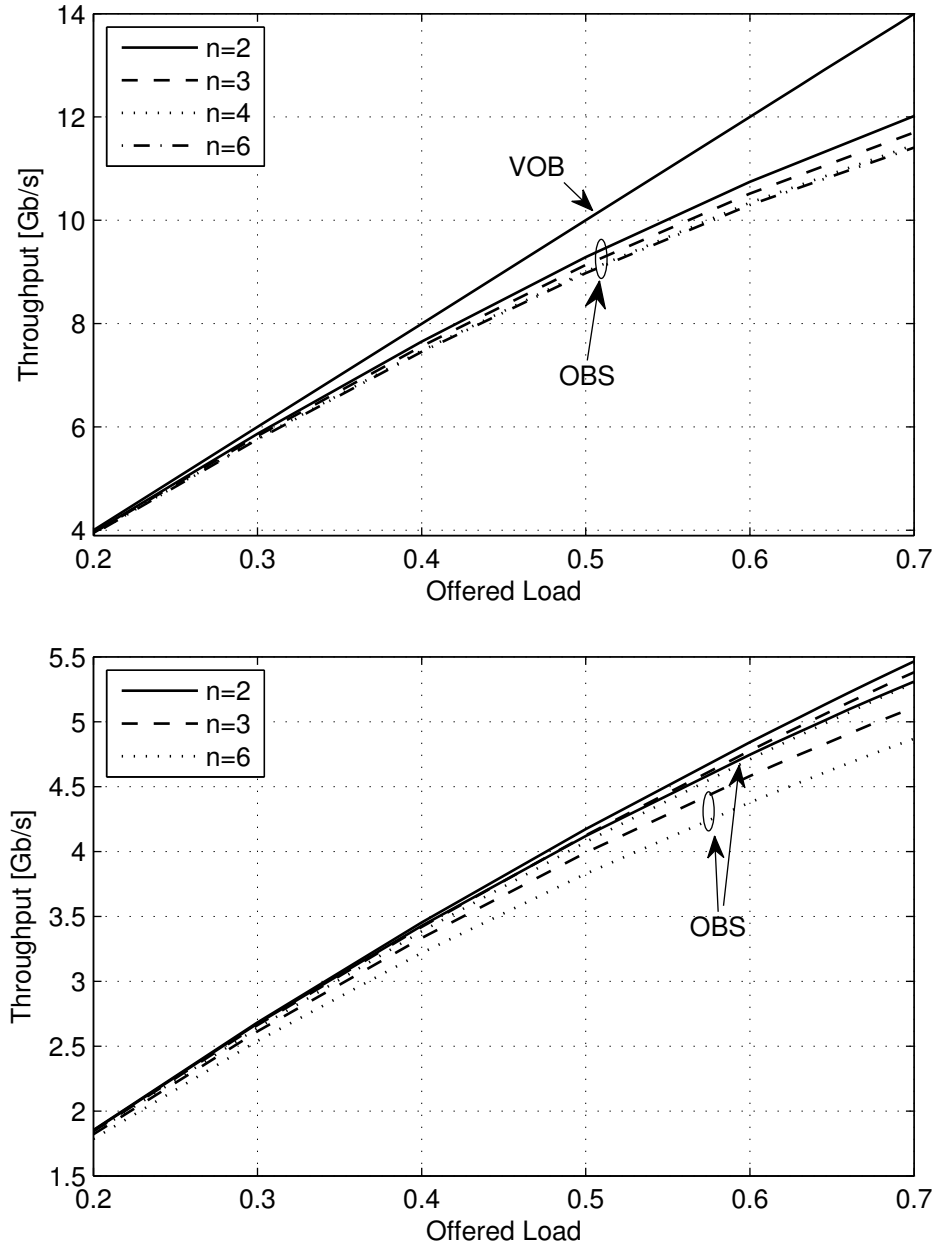 14
12
10
8
6
4
Throughput [Gb/s]
n=2
n=3
n=4
n=6
VOB
OBS
0.2 0.3 0.4 0.5 0.6 0.7
Offered Load
5.5
5
4.5
4
3.5
3
2.5
2
1.5
Throughput [Gb/s]
n=2
n=3
n=6
OBS
0.2 0.3 0.4 0.5 0.6 0.7
Offered Load